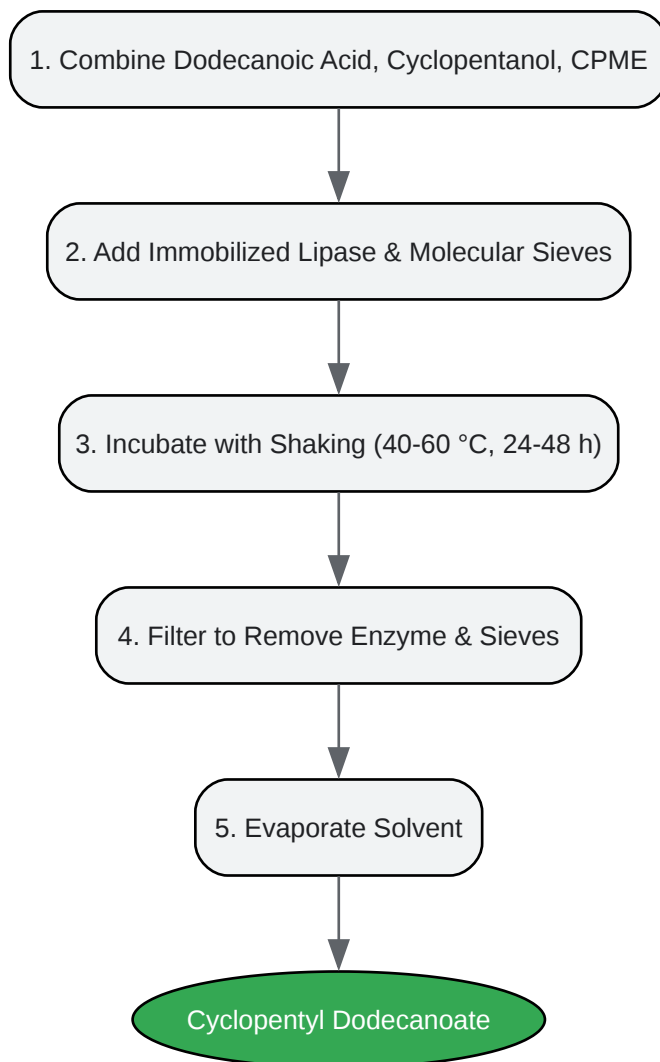 1. Combine Dodecanoic Acid, Cyclopentanol, CPME
2. Add Immobilized Lipase & Molecular Sieves
3. Incubate with Shaking (40-60 °C, 24-48 h)
4. Filter to Remove Enzyme & Sieves
5. Evaporate Solvent
Cyclopentyl Dodecanoate